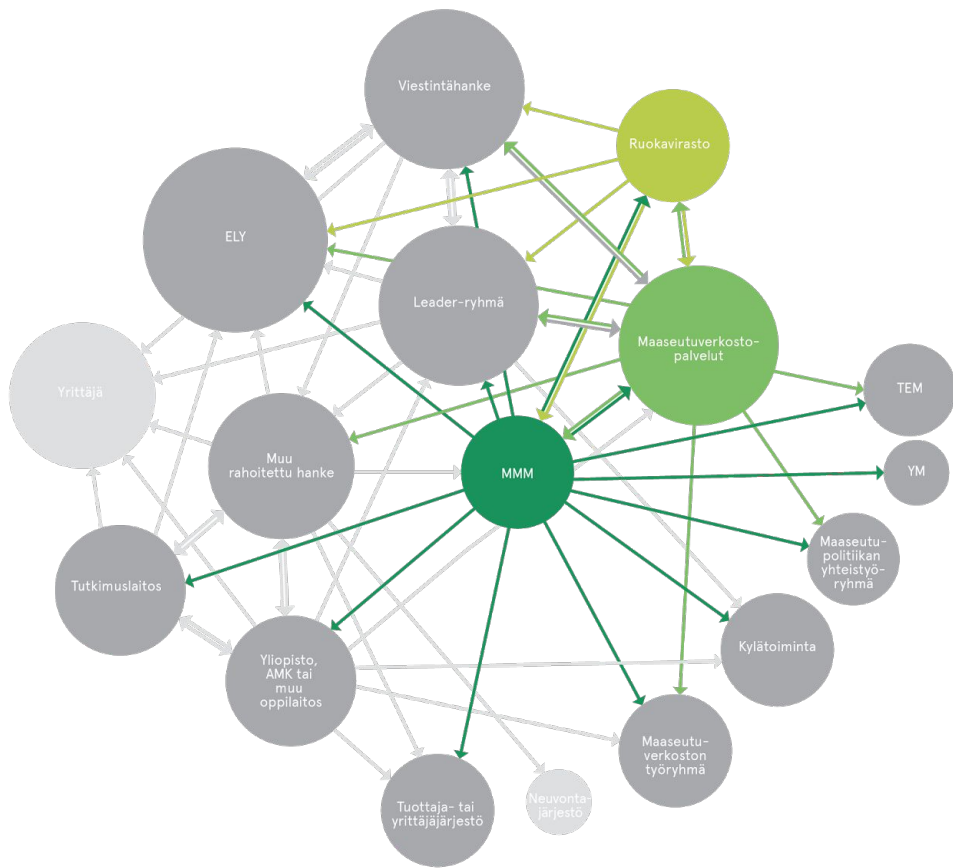 Viestintähanke
Ruokavirasto
ELY
Leader-ryhmä
Maaseutuverkosto-
palvelut
Yrittäjä
TEM
Muu
rahoitettu hanke
MMM
YM
Maaseutu-
politiikan
yhteistyö-
ryhmä
Tutkimuslaitos
Kylätoiminta
Yliopisto,
AMK tai
muu
oppilaitos
Maaseutu-
verkoston
työryhmä
Tuottaja- tai
yrittäjäjärjestö
Neuvonta-
järjestö